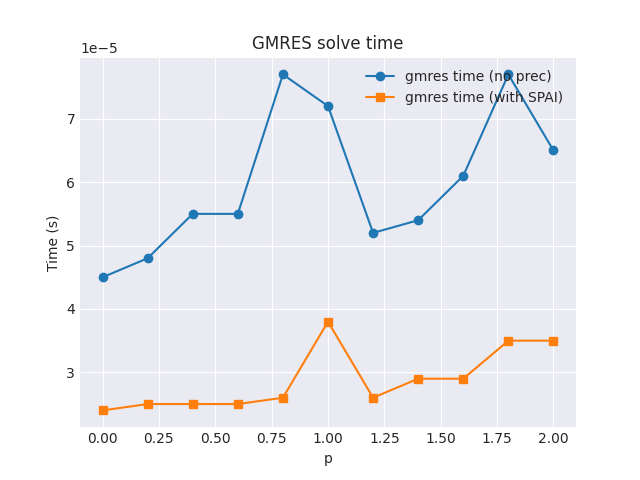 GMRES solve time
1e−5
gmres time (no prec)
gmres time (with SPAI)
7
6
5
4
3
Time (s)
0.00 0.25 0.50 0.75 1.00 1.25 1.50 1.75 2.00
p